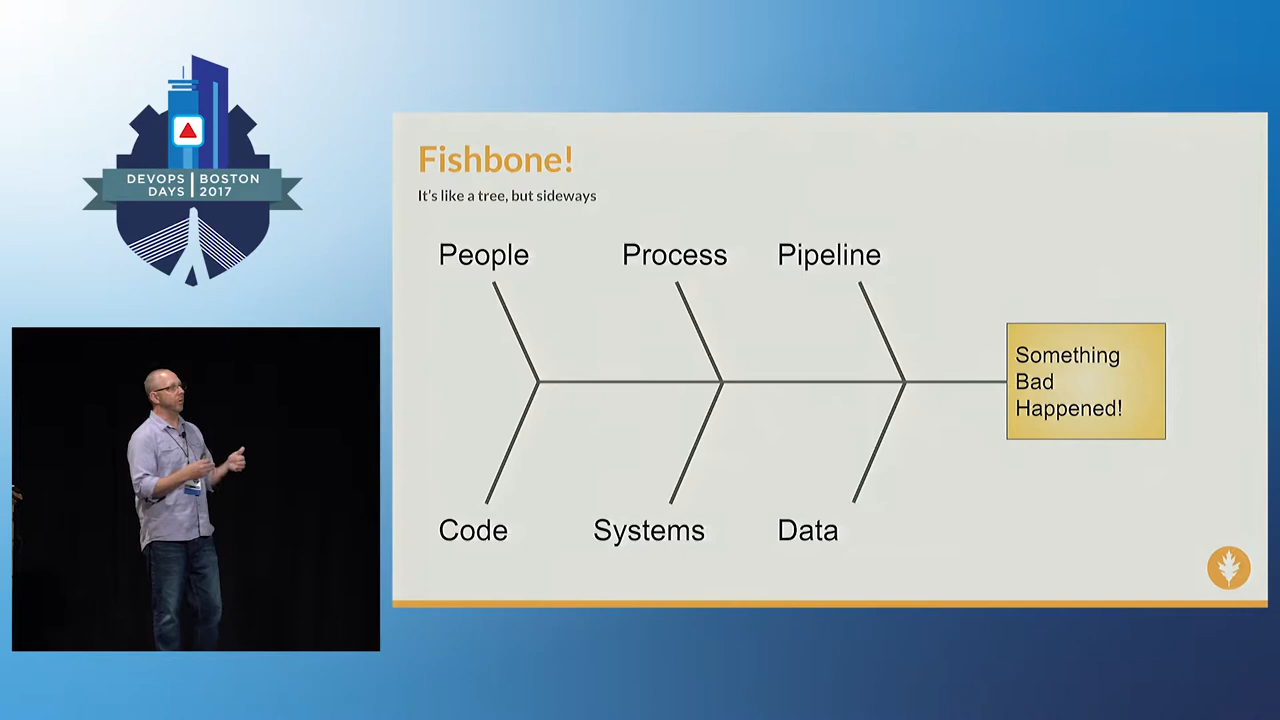 DEVOPS BOSTON
DAYS 2017
Fishbone!
It's like a tree, but sideways
People Process Pipeline
Something
Bad
Happened!
Code Systems Data